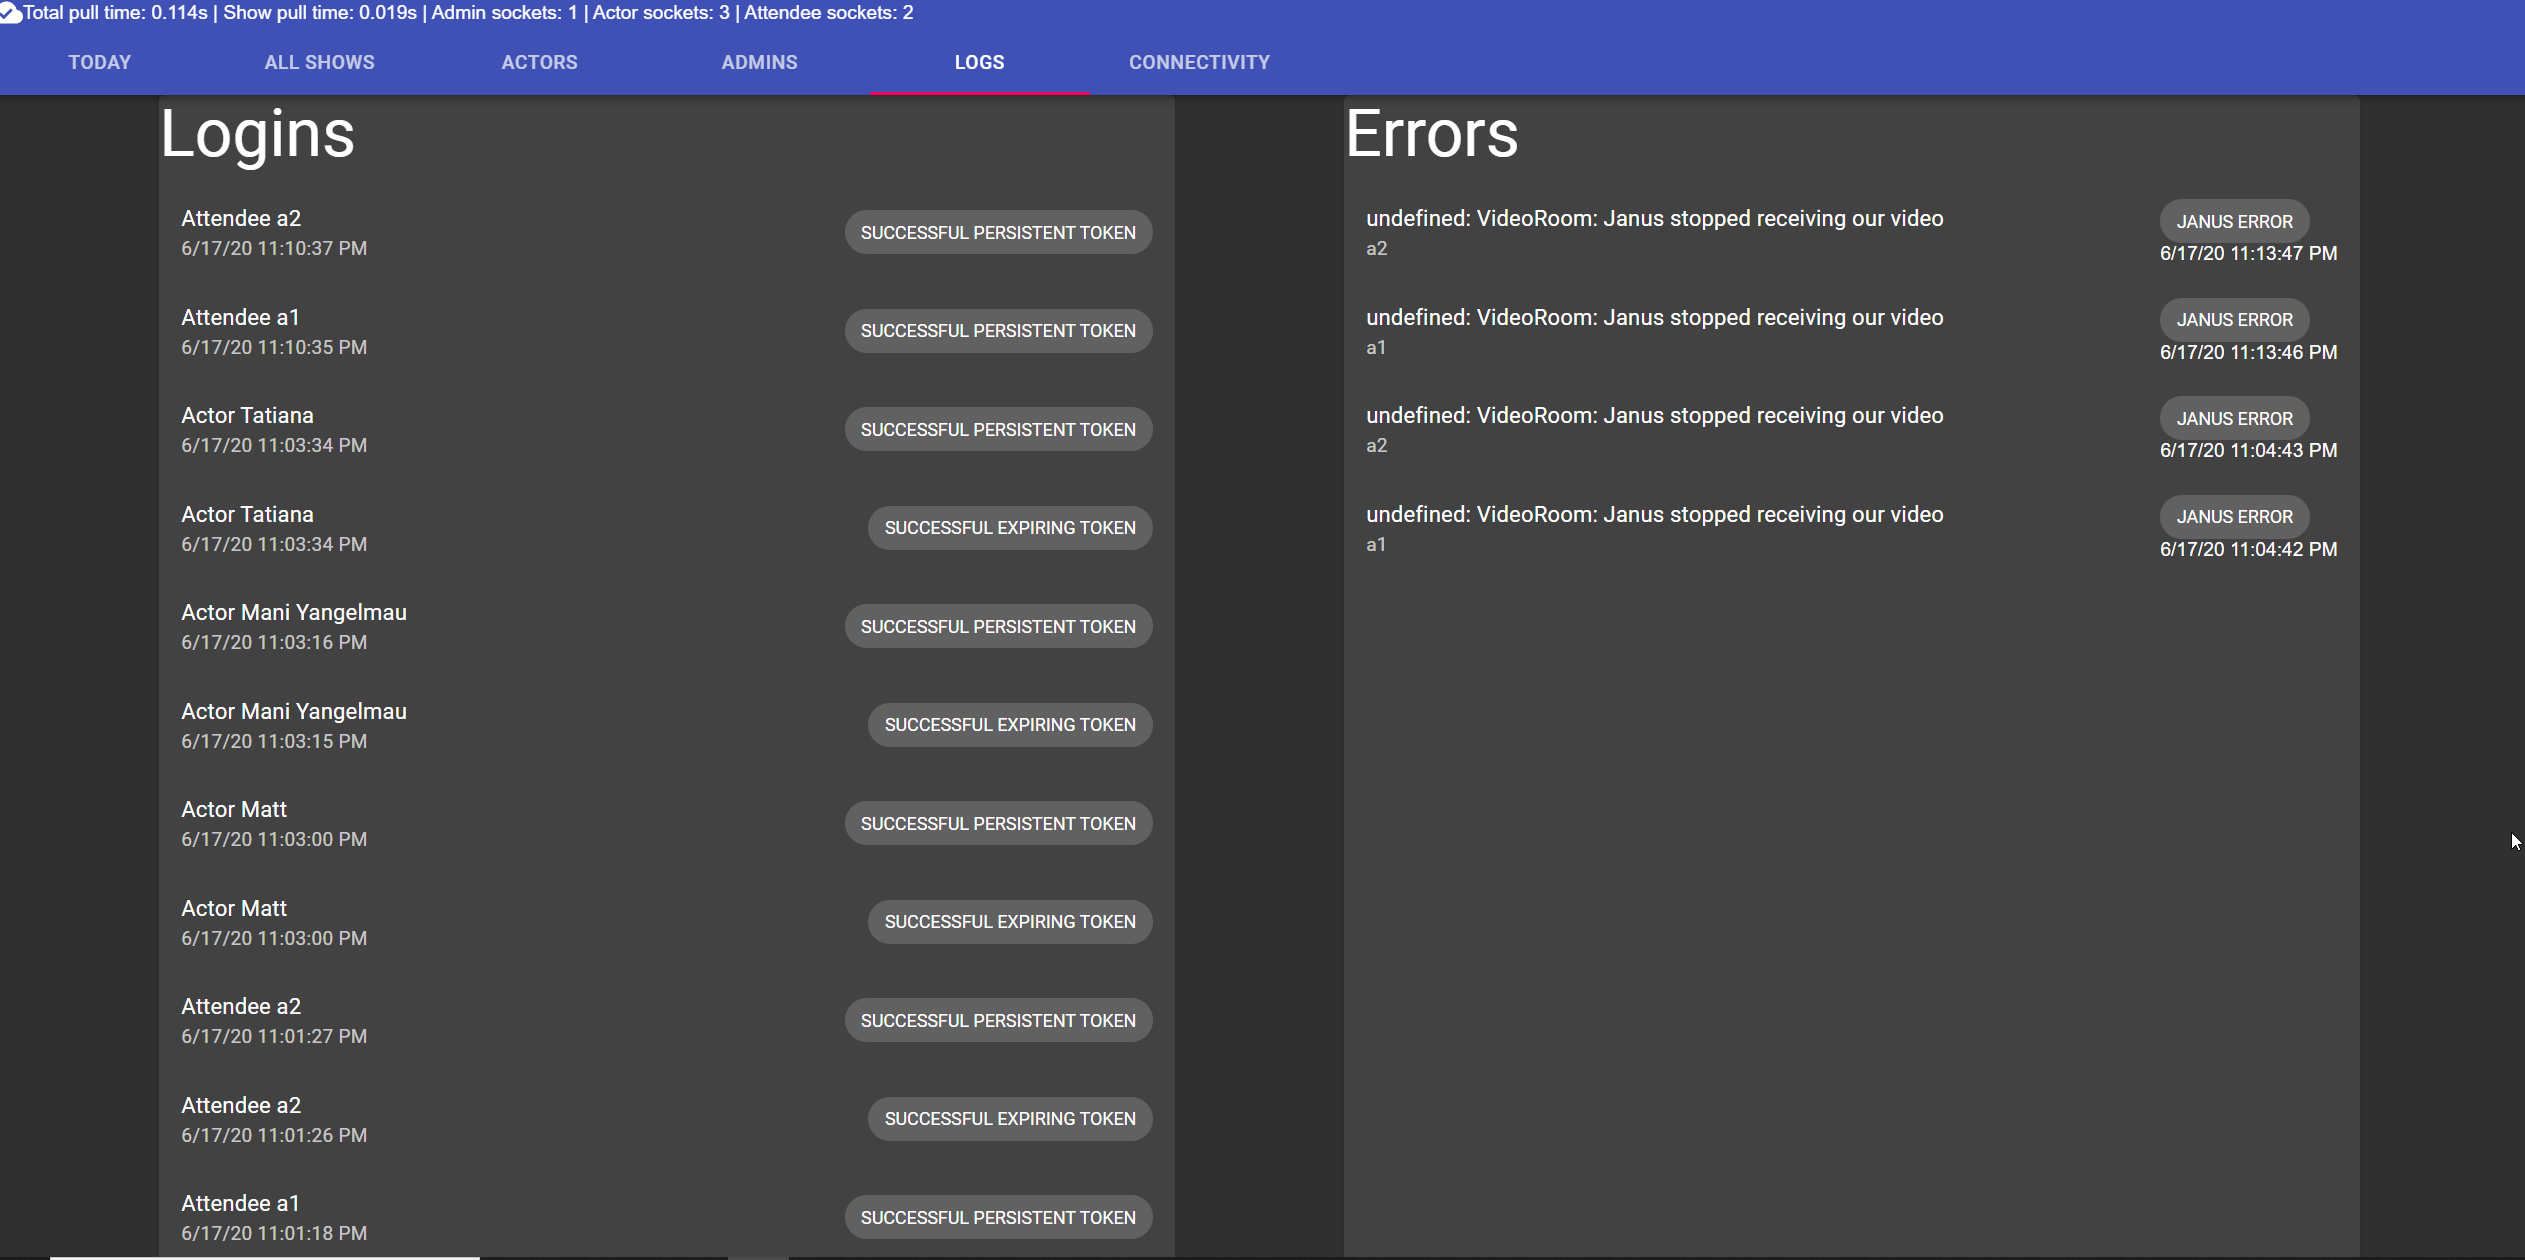 Total pull time: 0.114s | Show pull time: 0.019s | Admin sockets: 1 | Actor sockets: 3 | Attendee sockets: 2
TODAY ALL SHOWS ACTORS ADMINS LOGS CONNECTIVITY
Logins
Attendee a2
SUCCESSFUL PERSISTENT TOKEN
6/17/20 11:10:37 PM
Attendee a1
SUCCESSFUL PERSISTENT TOKEN
6/17/20 11:10:35 PM
Actor Tatiana
SUCCESSFUL PERSISTENT TOKEN
6/17/20 11:03:34 PM
Actor Tatiana
SUCCESSFUL EXPIRING TOKEN
6/17/20 11:03:34 PM
Actor Mani Yangelmau
SUCCESSFUL PERSISTENT TOKEN
6/17/20 11:03:16 PM
Actor Mani Yangelmau
SUCCESSFUL EXPIRING TOKEN
6/17/20 11:03:15 PM
Actor Matt
SUCCESSFUL PERSISTENT TOKEN
6/17/20 11:03:00 PM
Actor Matt
SUCCESSFUL EXPIRING TOKEN
6/17/20 11:03:00 PM
Attendee a2
SUCCESSFUL PERSISTENT TOKEN
6/17/20 11:01:27 PM
Attendee a2
SUCCESSFUL EXPIRING TOKEN
6/17/20 11:01:26 PM
Attendee a1
SUCCESSFUL PERSISTENT TOKEN
6/17/20 11:01:18 PM
Errors
undefined: VideoRoom: Janus stopped receiving our video
JANUS ERROR
a2
6/17/20 11:13:47 PM
undefined: VideoRoom: Janus stopped receiving our video
JANUS ERROR
a1
6/17/20 11:13:46 PM
undefined: VideoRoom: Janus stopped receiving our video
JANUS ERROR
a2
6/17/20 11:04:43 PM
undefined: VideoRoom: Janus stopped receiving our video
JANUS ERROR
a1
6/17/20 11:04:42 PM